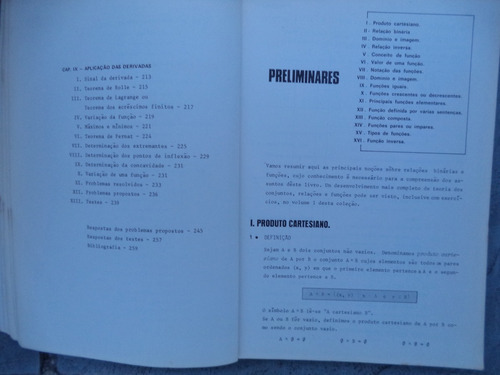 CAP. IX — APLICAÇÃO DAS DERIVADAS
I. Sinal da derivada - 213
II. Teorema de Rolle - 215
III. Teorema de Lagrange ou
Teorema dos acréscimos finitos - 217
IV. Variação da função - 219
V. Máximos e mínimos - 221
VI. Teorema de Fermat - 224
VII. Determinação dos extremantes - 225
VIII. Determinação dos pontos de inflexão - 229
IX. Determinação da concavidade - 231
X. Variação de uma função - 231
XI. Problemas resolvidos - 233
XII. Problemas propostos - 236
XIII. Testes - 239
Respostas dos problemas propostos - 245
Respostas dos testes - 257
Bibliografia - 259
PRELIMINARES
I - Produto cartesiano.
II - Relação binária
III - Domínio e imagem.
IV - Relação inversa
V - Conceito de função
VI - Valor de uma função.
VII - Notação das funções
VIII - Domínio e imagem.
IX - Funções iguais.
X - Funções crescentes ou decrescentes.
XI - Principais funções elementares.
XII - Função definida por várias sentenças.
XIII - Função composta.
XIV - Funções pares ou ímpares.
XV - Tipos de funções.
XVI - Função inversa.
Vamos resumir aqui as principais noções sobre relações binárias e
funções, cujo conhecimento é necessário para a compreensão dos as-
suntos dêste livro. Um desenvolvimento mais completo da teoria dos
conjuntos, relações e funções pode ser visto, inclusive com exercí-
cios, no volume 1 desta coleção.
I. PRODUTO CARTESIANO.
1 • DEFINIÇÃO
Sejam A e B dois conjuntos não vazios. Denominamos produto carte-
siano de A por B o conjunto A × B cujos elementos são todos os pares
ordenados (x, y) em que o primeiro elemento pertence a A e o segun-
do elemento pertence a B.
O símbolo A × B lê-se "A cartesiano B".
Se A ou B fôr vazio, definimos o produto cartesiano de A por B co-
mo sendo o conjunto vazio.